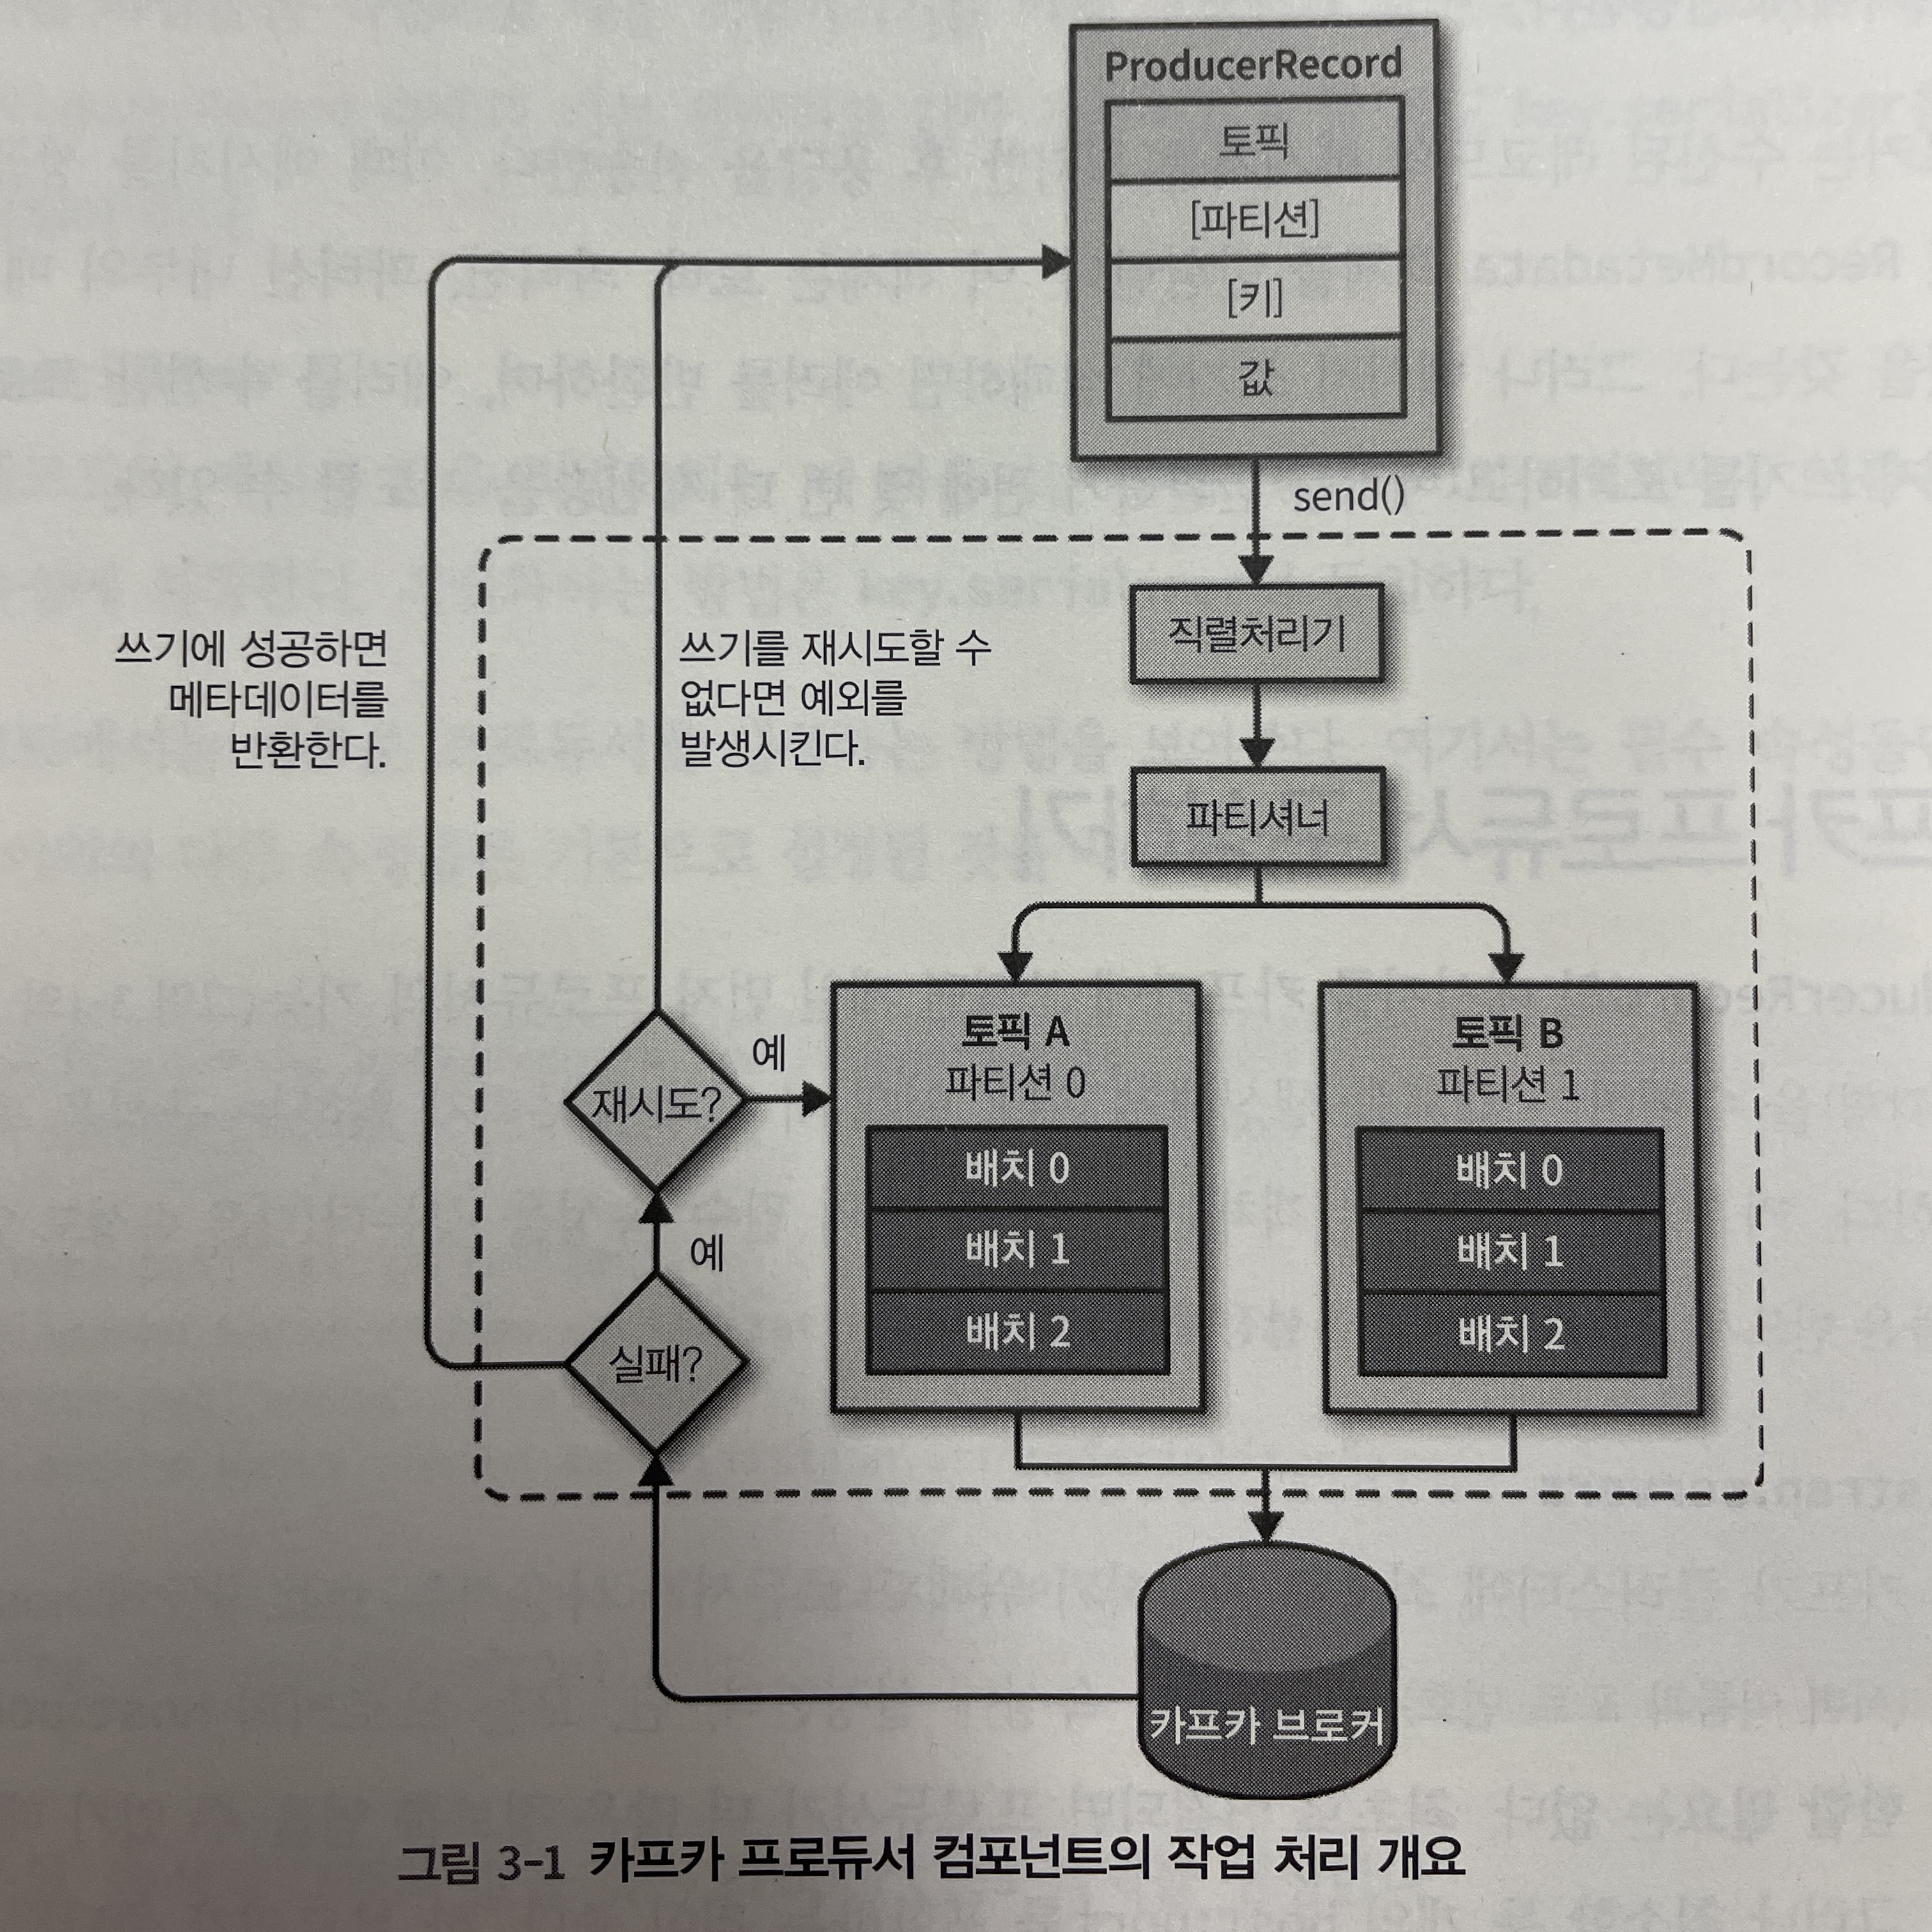 ProducerRecord
토픽
[파티션]
[키]
값
send()
직렬처리기
쓰기에 성공하면
메타데이터를
반환한다.
쓰기를 재시도할 수
없다면 예외를
발생시킨다.
파티셔너
토픽 A
파티션 0
배치 0
배치 1
배치 2
토픽 B
파티션 1
배치 0
배치 1
배치 2
예
재시도?
예
실패?
카프카 브로커
그림 3-1 카프카 프로듀서 컴포넌트의 작업 처리 개요